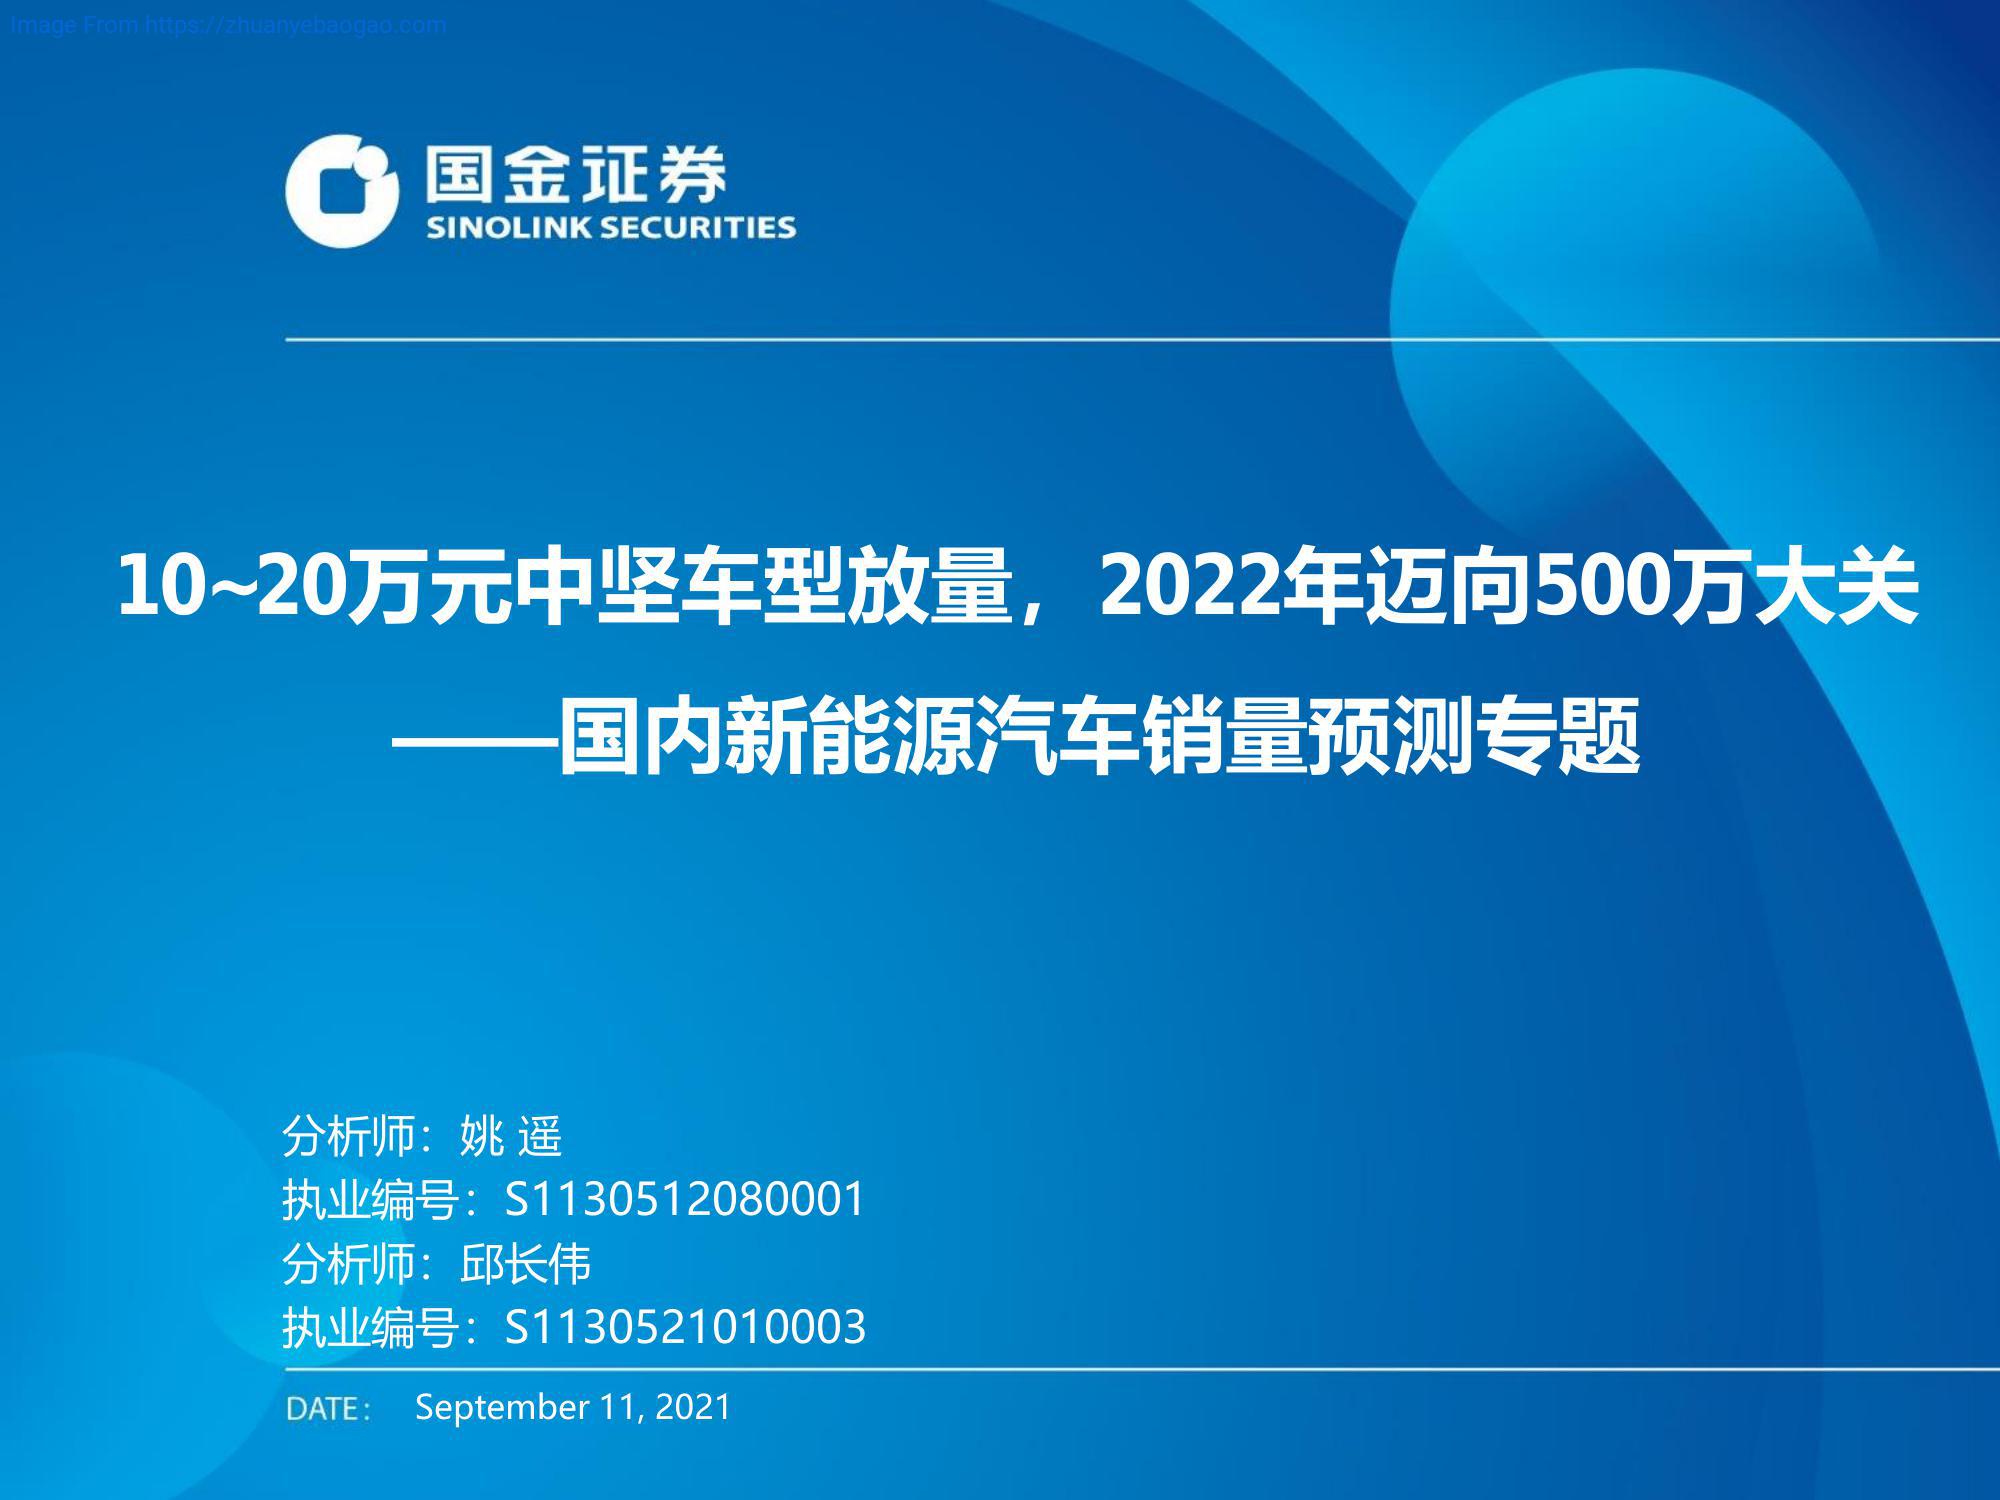 Image From https://zhuanyebaogao.com
国金证券
SINOLINK SECURITIES
10~20万元中坚车型放量，2022年迈向500万大关
——国内新能源汽车销量预测专题
分析师：姚 遥
执业编号：S1130512080001
分析师：邱长伟
执业编号：S1130521010003
DATE： September 11, 2021